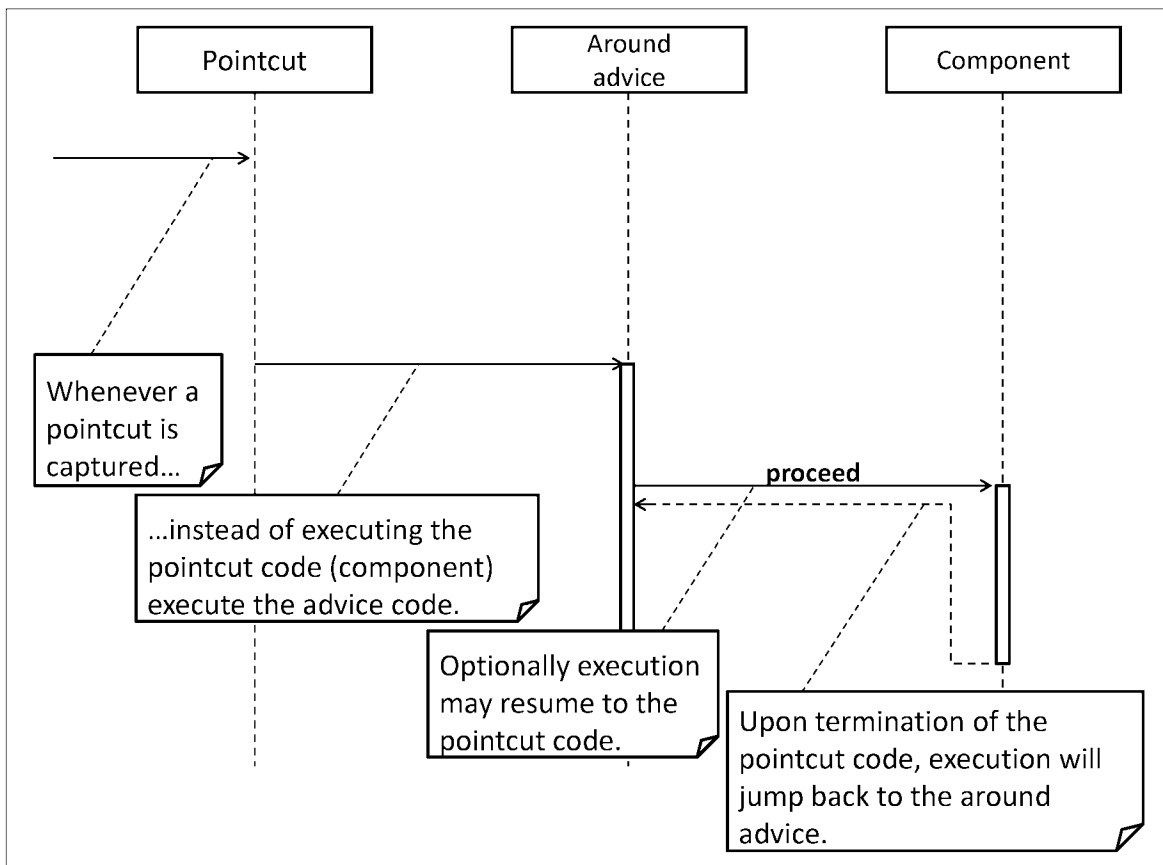 Pointcut
Around
advice
Component
Whenever a
pointcut is
captured...
proceed
...instead of executing the
pointcut code (component)
execute the advice code.
Optionally execution
may resume to the
pointcut code.
Upon termination of the
pointcut code, execution will
jump back to the around
advice.